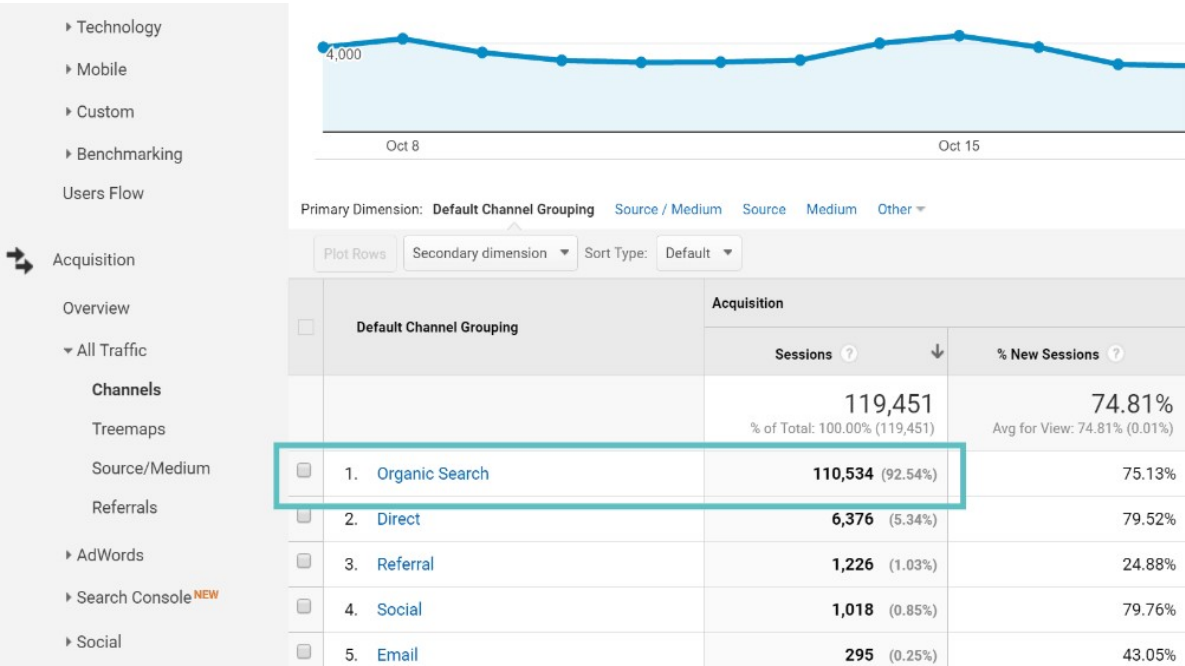 Technology
Mobile
Custom
Benchmarking
Users Flow
Acquisition
Overview
All Traffic
Channels
Treemaps
Source/Medium
Referrals
AdWords
Search Console NEW
Social
4,000
Oct 8 Oct 15
Primary Dimension: Default Channel Grouping Source / Medium Source Medium Other
Plot Rows Secondary dimension Sort Type: Default
Default Channel Grouping Acquisition
Sessions ? % New Sessions ?
119,451 74.81%
% of Total: 100.00% (119,451) Avg for View: 74.81% (0.01%)
1. Organic Search 110,534 (92.54%) 75.13%
2. Direct 6,376 (5.34%) 79.52%
3. Referral 1,226 (1.03%) 24.88%
4. Social 1,018 (0.85%) 79.76%
5. Email 295 (0.25%) 43.05%